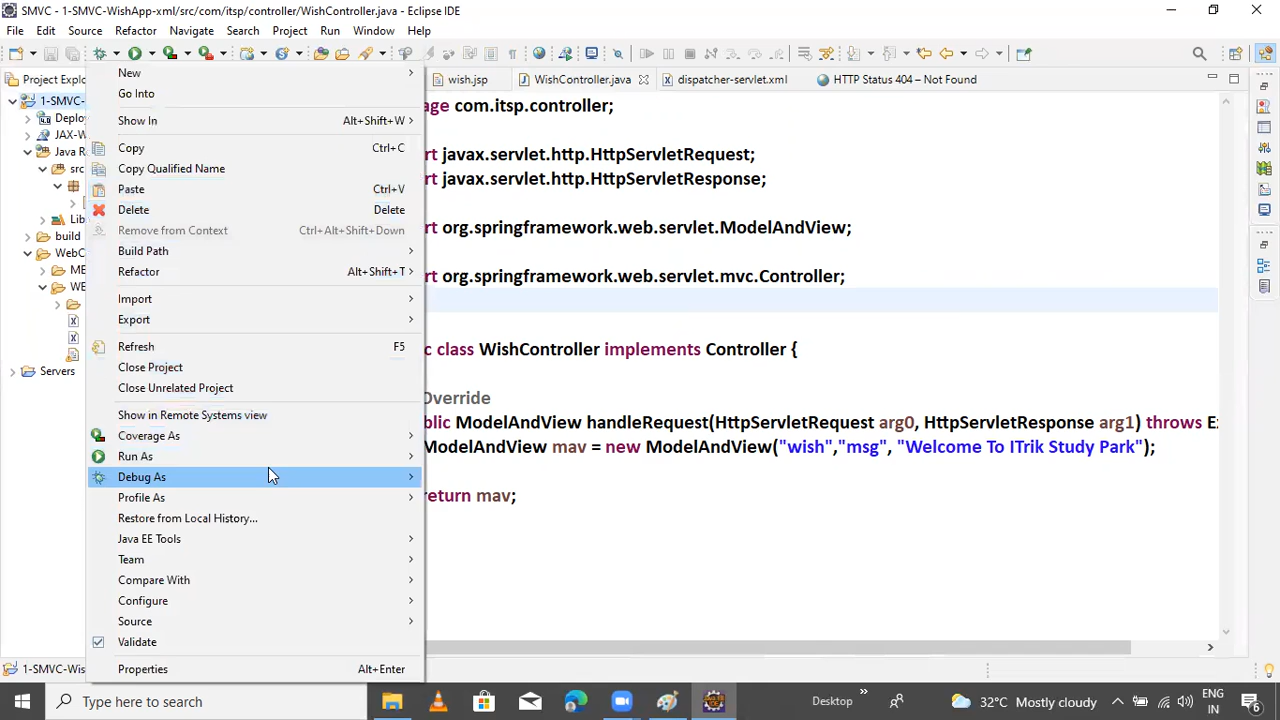 SMVC - 1-SMVC-WishApp-xml/src/com/itsp/controller/WishController.java - Eclipse IDE
File Edit Source Refactor Navigate Search Project Run Window Help
Project Explo
wish.jsp WishController.java dispatcher-servlet.xml HTTP Status 404 – Not Found
1-SMVC-
Deploy
JAX-W
Java R
src
Lib
build
WebC
ME
WE
Servers
New
Go Into
Show In Alt+Shift+W
Copy Ctrl+C
Copy Qualified Name
Paste Ctrl+V
Delete Delete
Remove from Context Ctrl+Alt+Shift+Down
Build Path
Refactor Alt+Shift+T
Import
Export
Refresh F5
Close Project
Close Unrelated Project
Show in Remote Systems view
Coverage As
Run As
Debug As
Profile As
Restore from Local History...
Java EE Tools
Team
Compare With
Configure
Source
Validate
Properties Alt+Enter
age com.itsp.controller;
rt javax.servlet.http.HttpServletRequest;
rt javax.servlet.http.HttpServletResponse;
rt org.springframework.web.servlet.ModelAndView;
rt org.springframework.web.servlet.mvc.Controller;
c class WishController implements Controller {
Override
blic ModelAndView handleRequest(HttpServletRequest arg0, HttpServletResponse arg1) throws E
ModelAndView mav = new ModelAndView("wish","msg", "Welcome To ITrik Study Park");
return mav;
1-SMVC-Wis
Type here to search
Desktop
32°C Mostly cloudy
ENG
IN
6